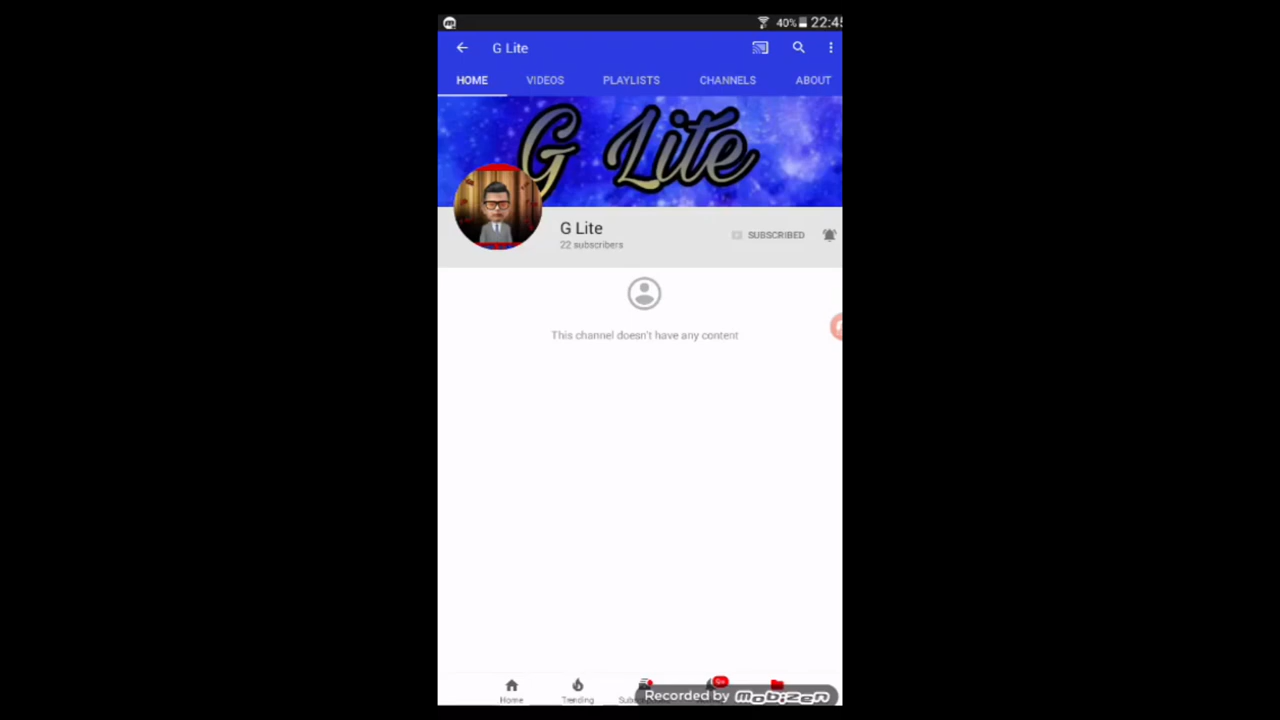 40% 22:45
G Lite
HOME VIDEOS PLAYLISTS CHANNELS ABOUT
G Lite
G Lite
22 subscribers
SUBSCRIBED
This channel doesn't have any content
Home Trending
Recorded by mobizen